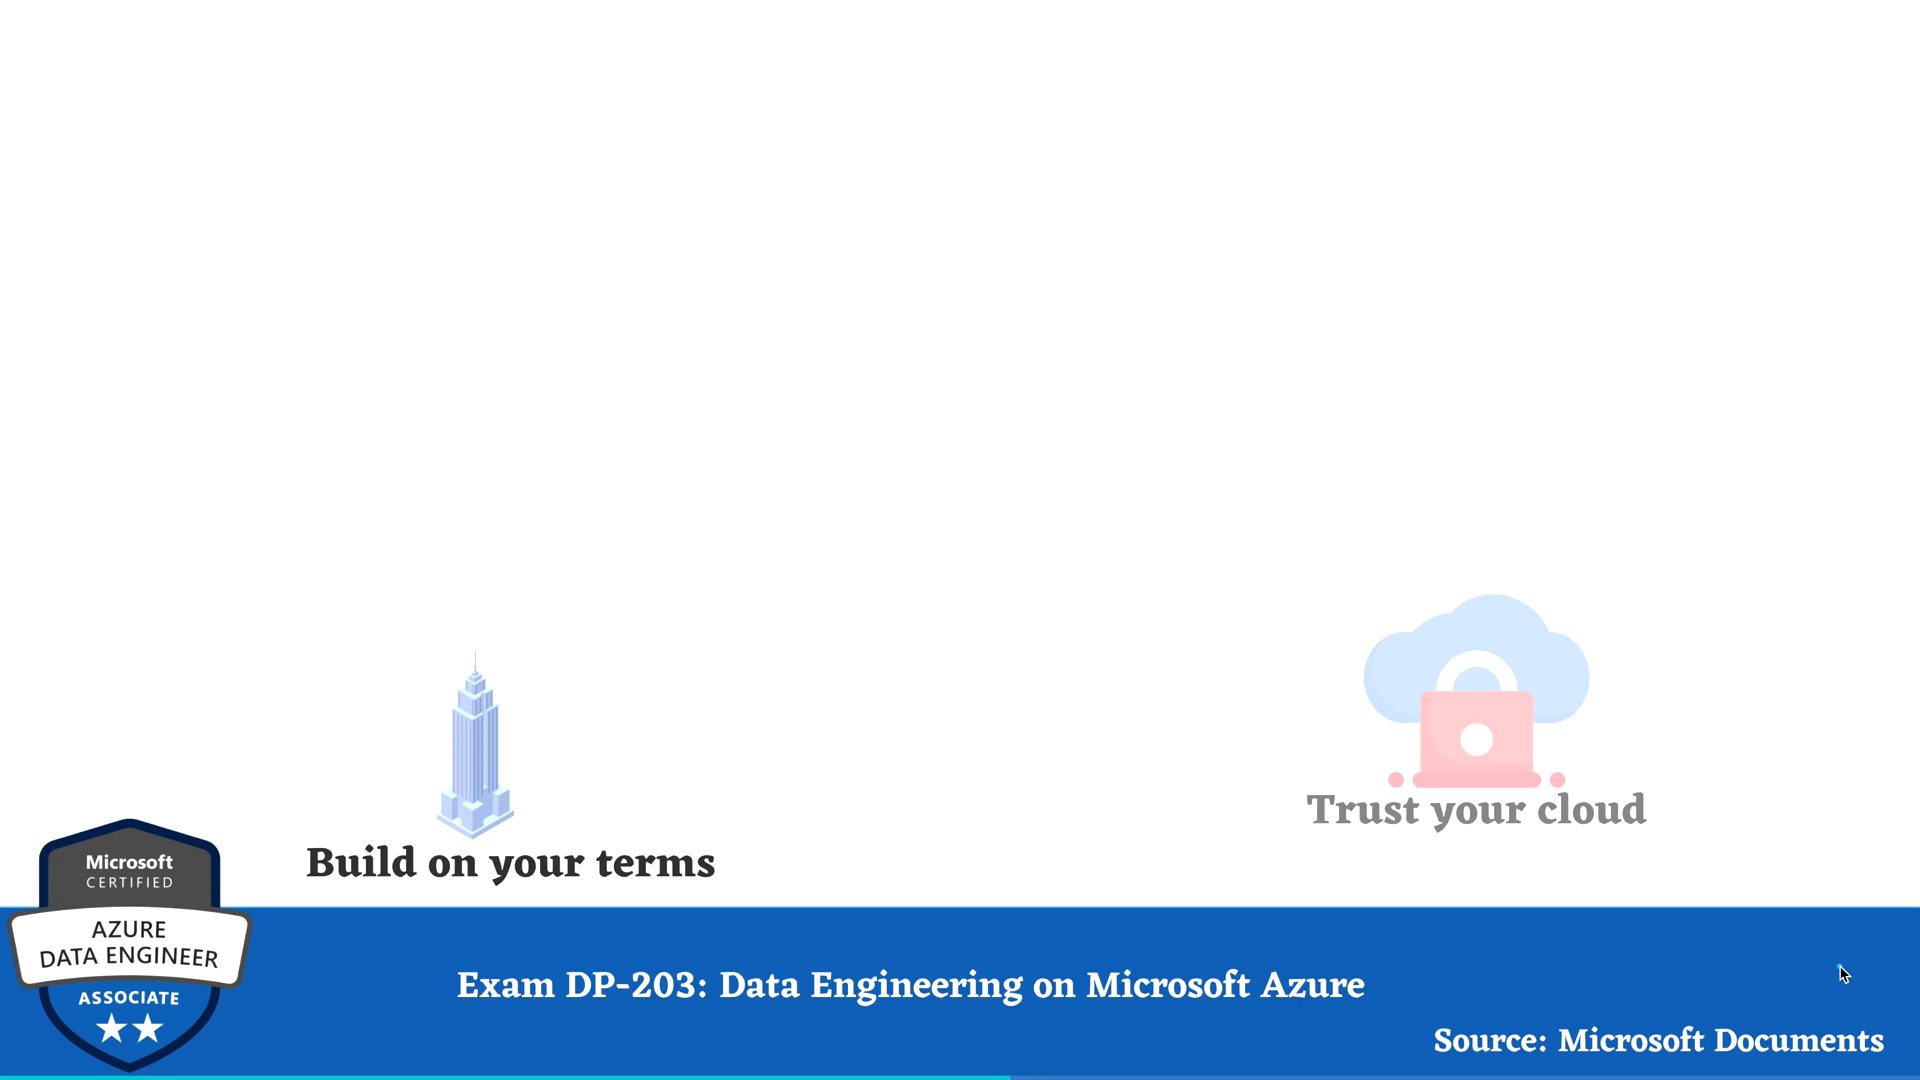 Trust your cloud
Build on your terms
Microsoft
CERTIFIED
AZURE
DATA ENGINEER
ASSOCIATE
Exam DP-203: Data Engineering on Microsoft Azure
Source: Microsoft Documents